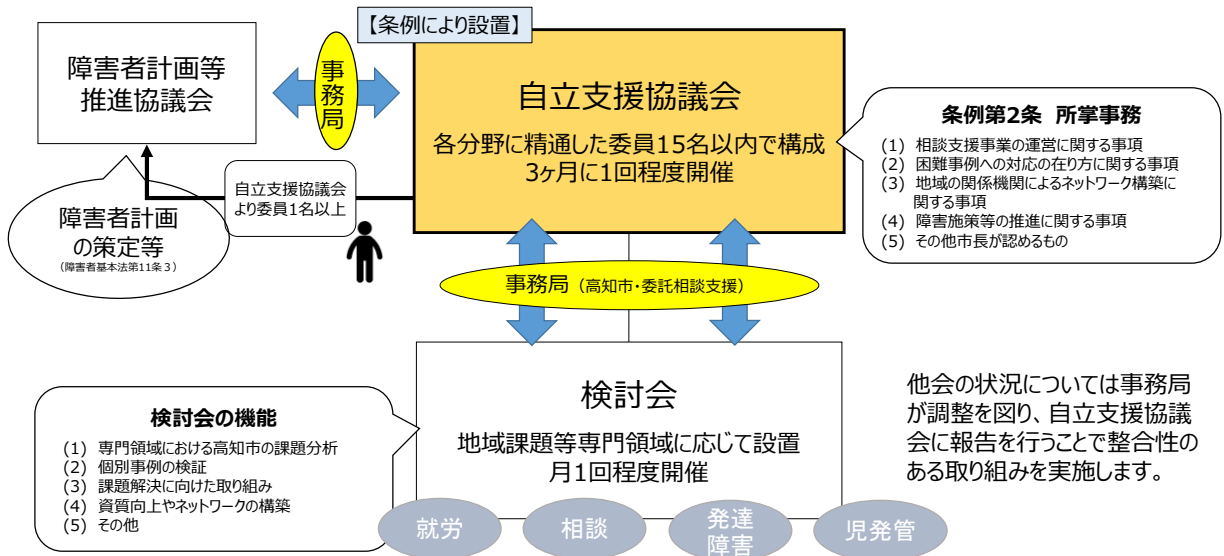 【条例により設置】
障害者計画等
推進協議会
事務局
自立支援協議会
各分野に精通した委員15名以内で構成
3ヶ月に1回程度開催
条例第2条 所掌事務
(1) 相談支援事業の運営に関する事項
(2) 困難事例への対応の在り方に関する事項
(3) 地域の関係機関によるネットワーク構築に
関する事項
(4) 障害施策等の推進に関する事項
(5) その他市長が認めるもの
自立支援協議会
より委員1名以上
障害者計画
の策定等
(障害者基本法第11条3)
事務局 (高知市・委託相談支援)
検討会
地域課題等専門領域に応じて設置
月1回程度開催
検討会の機能
(1) 専門領域における高知市の課題分析
(2) 個別事例の検証
(3) 課題解決に向けた取り組み
(4) 資質向上やネットワークの構築
(5) その他
就労
相談
発達
障害
児発管
他会の状況については事務局
が調整を図り、自立支援協議
会に報告を行うことで整合性の
ある取り組みを実施します。